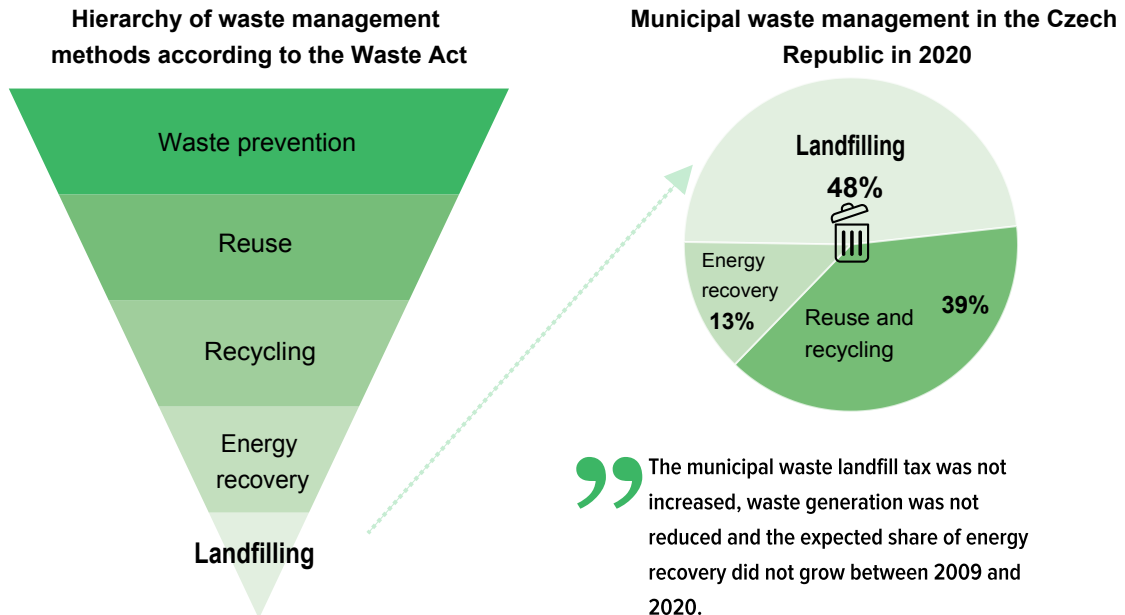 Hierarchy of waste management
methods according to the Waste Act
Waste prevention
Reuse
Recycling
Energy
recovery
Landfilling
Municipal waste management in the Czech
Republic in 2020
Landfilling
48%
Energy
recovery
13%
39%
Reuse and
recycling
”
The municipal waste landfill tax was not
increased, waste generation was not
reduced and the expected share of energy
recovery did not grow between 2009 and
2020.